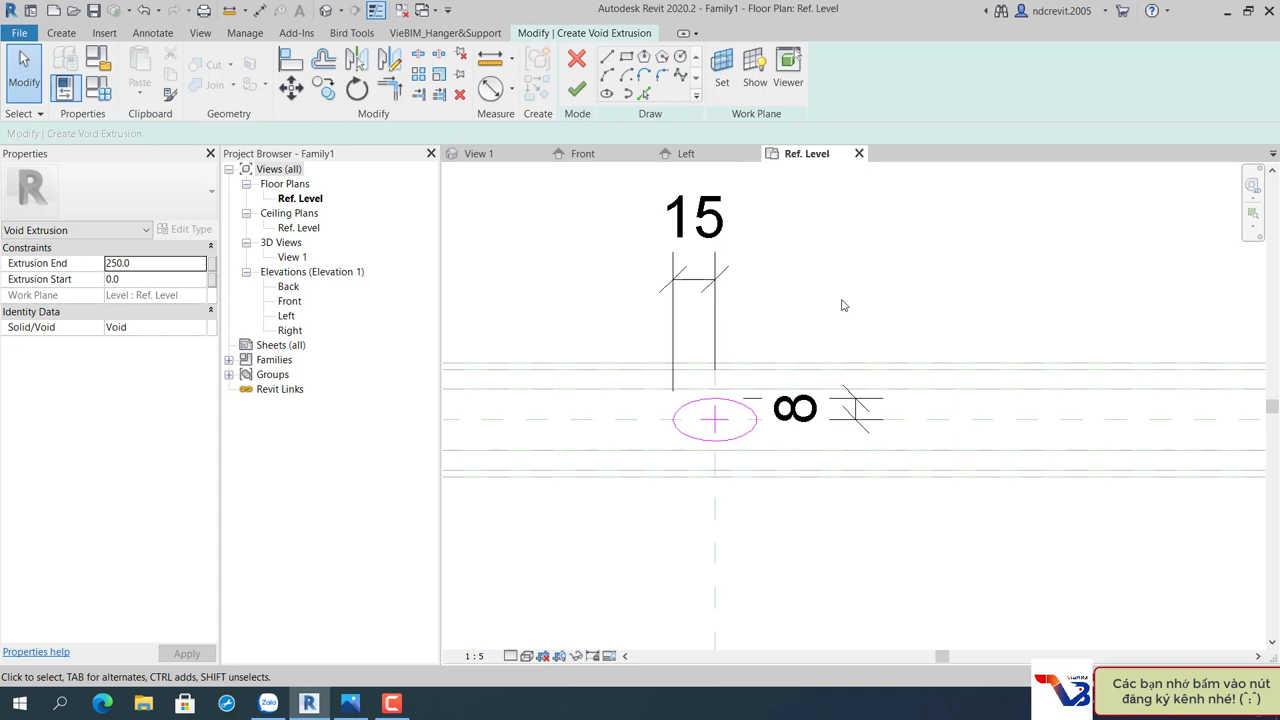 Autodesk Revit 2020.2 - Family1 - Floor Plan: Ref. Level
ndcrevit.2005
File Create Insert Annotate View Manage Add-Ins Bird Tools VieBIM_Hanger&Support Modify | Create Void Extrusion
Modify
Paste
Cut
Join
Set Show Viewer
Select Properties Clipboard Geometry Modify Measure Create Mode Draw Work Plane
Modify | Create Void Extrusion
Properties
Project Browser - Family1
View 1 Front Left Ref. Level
Void Extrusion
Edit Type
Constraints
Extrusion End 250.0
Extrusion Start 0.0
Work Plane Level : Ref. Level
Identity Data
Solid/Void Void
Properties help
Apply
Views (all)
Floor Plans
Ref. Level
Ceiling Plans
Ref. Level
3D Views
View 1
Elevations (Elevation 1)
Back
Front
Left
Right
Sheets (all)
Families
Groups
Revit Links
15
8
1 : 5
Click to select, TAB for alternates, CTRL adds, SHIFT unselects.
Zalo
VieBIM
Các bạn nhớ bấm vào nút
đăng ký kênh nhé! (ˆ:ˆ)